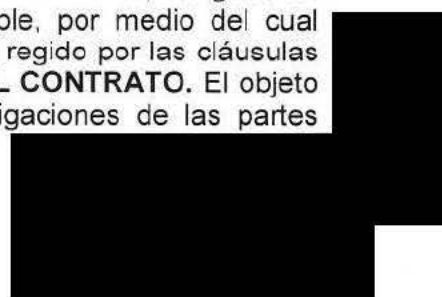 ble, por medio del cual
regido por las cláusulas
L CONTRATO. El objeto
igaciones de las partes